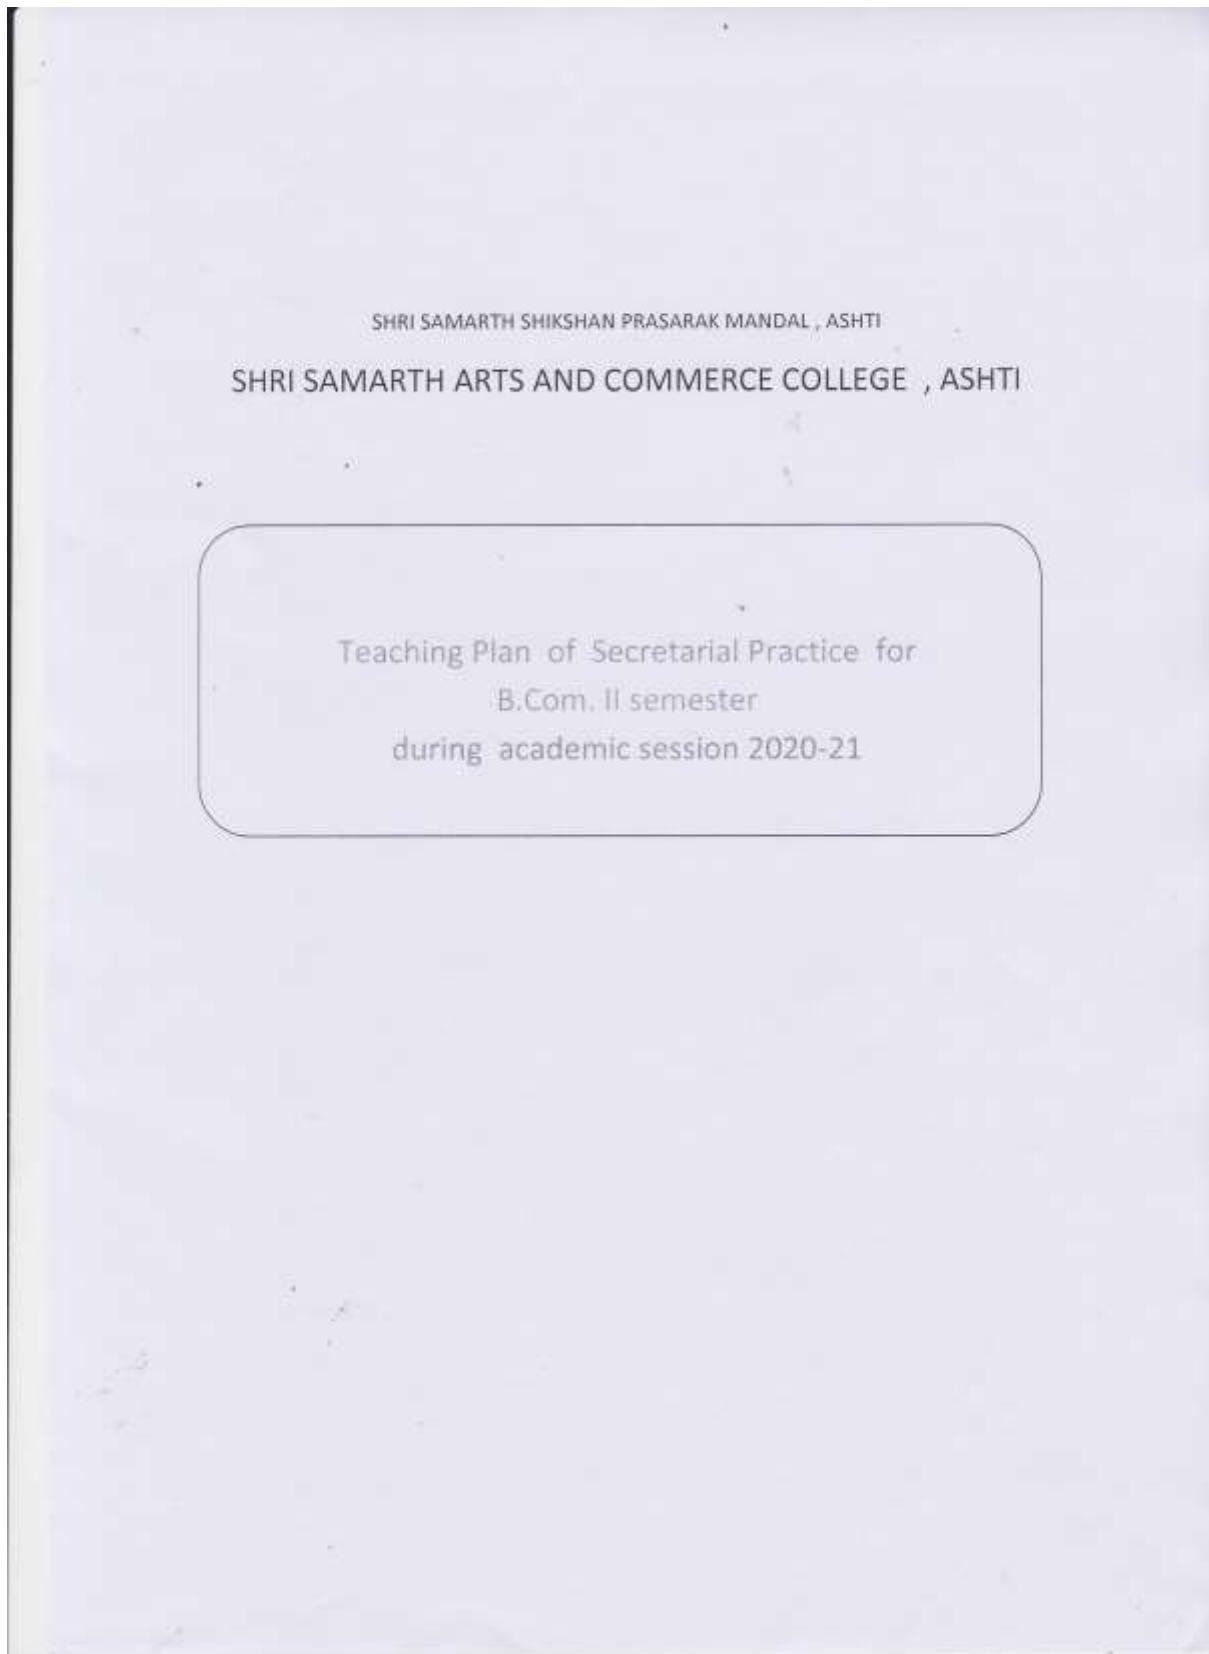 SHRI SAMARTH SHIKSHAN PRASARAK MANDAL , ASHTI
SHRI SAMARTH ARTS AND COMMERCE COLLEGE , ASHTI
Teaching Plan of Secretarial Practice for
B.Com. II semester
during academic session 2020-21